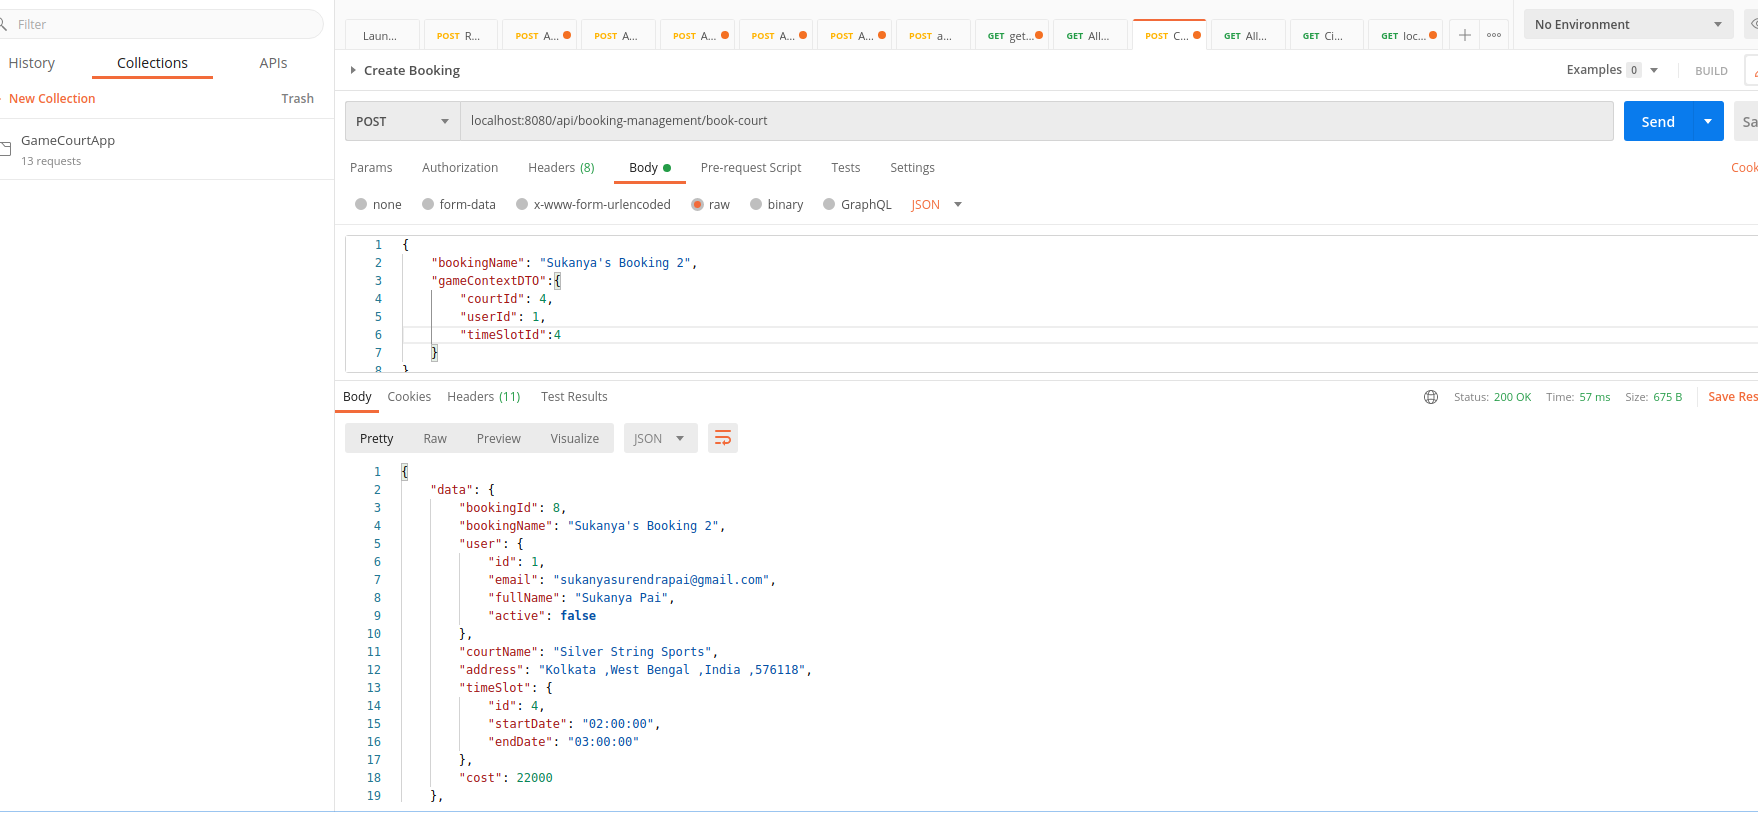 Filter
History Collections APIs
New Collection Trash
GameCourtApp
13 requests
Laun... POST R... POST A... POST A... POST A... POST A... POST A... POST a... GET get... GET All... POST C... GET All... GET Ci... GET loc...
No Environment
Create Booking
Examples 0 BUILD
POST localhost:8080/api/booking-management/book-court Send Sa
Params Authorization Headers (8) Body Pre-request Script Tests Settings Cook
none form-data x-www-form-urlencoded raw binary GraphQL JSON
1 {
2 "bookingName": "Sukanya's Booking 2",
3 "gameContextDTO":{
4 "courtId": 4,
5 "userId": 1,
6 "timeSlotId":4
7 }
8 }
Body Cookies Headers (11) Test Results Status: 200 OK Time: 57 ms Size: 675 B Save Res
Pretty Raw Preview Visualize JSON
1 {
2 "data": {
3 "bookingId": 8,
4 "bookingName": "Sukanya's Booking 2",
5 "user": {
6 "id": 1,
7 "email": "sukanyasurendrapai@gmail.com",
8 "fullName": "Sukanya Pai",
9 "active": false
10 },
11 "courtName": "Silver String Sports",
12 "address": "Kolkata ,West Bengal ,India ,576118",
13 "timeSlot": {
14 "id": 4,
15 "startDate": "02:00:00",
16 "endDate": "03:00:00"
17 },
18 "cost": 22000
19 },